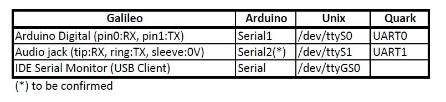 Galileo Arduino Unix Quark
Arduino Digital (pin0:RX, pin1:TX) Serial1 /dev/ttyS0 UART0
Audio jack (tip:RX, ring:TX, sleeve:0V) Serial2(*) /dev/ttyS1 UART1
IDE Serial Monitor (USB Client) Serial /dev/ttyGS0
(*) to be confirmed